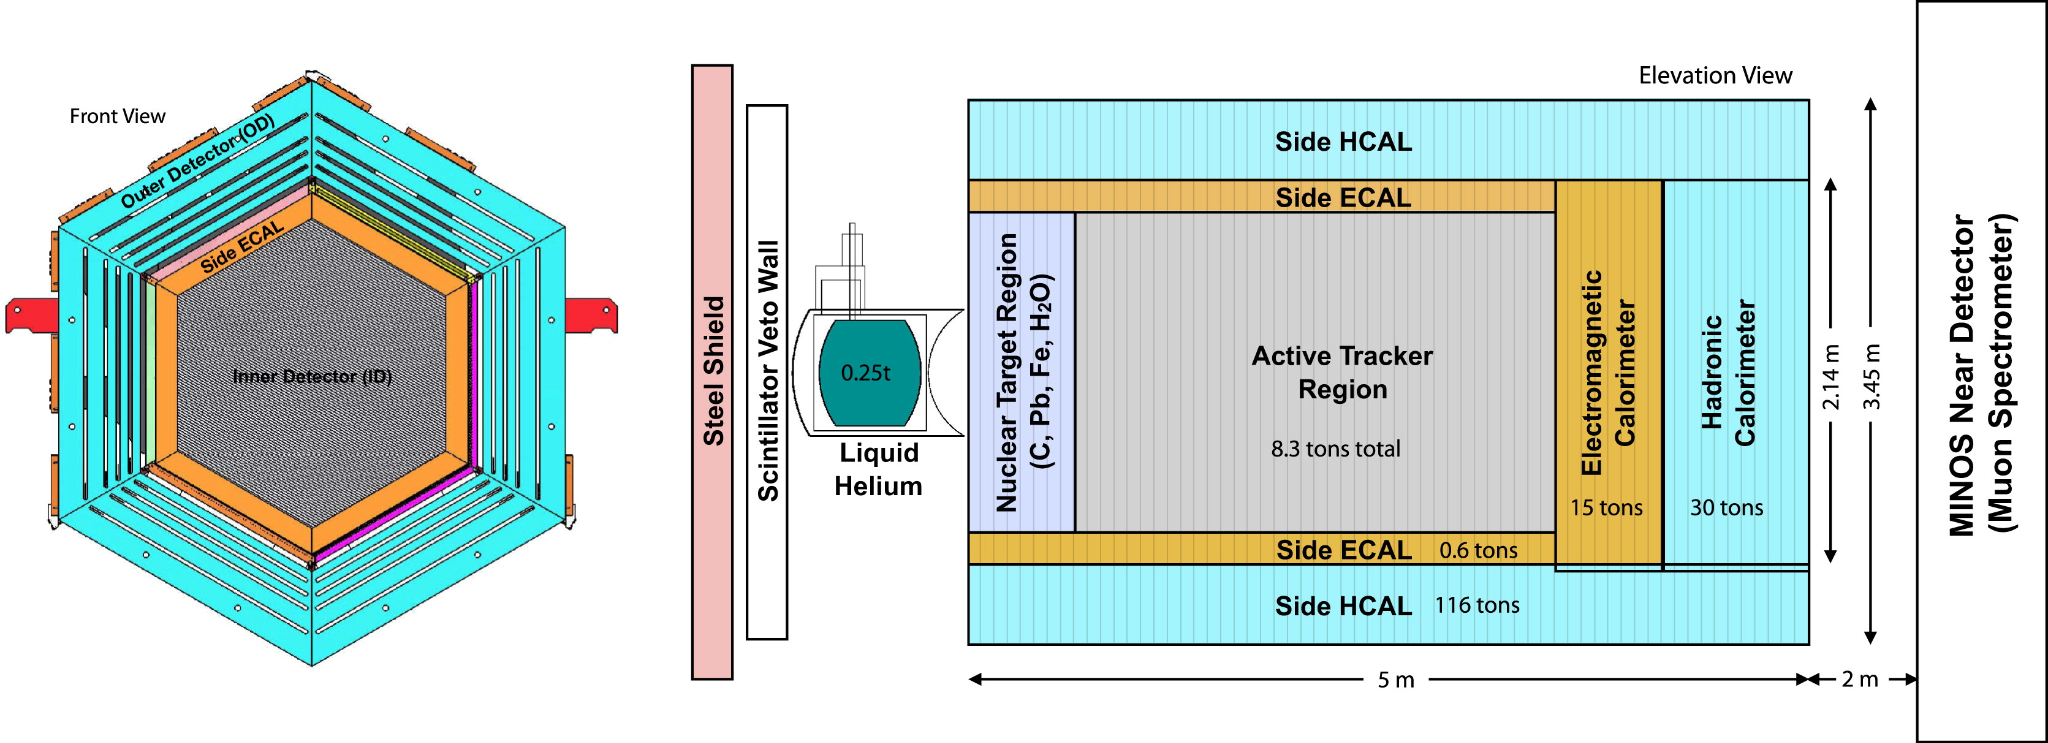 Front View
Outer Detector (OD)
Side ECAL
Inner Detector (ID)
Steel Shield
Scintillator Veto Wall
0.25t
Liquid
Helium
Elevation View
Side HCAL
Side ECAL
Nuclear Target Region
(C, Pb, Fe, H₂O)
Active Tracker
Region
8.3 tons total
Electromagnetic
Calorimeter
15 tons
Hadronic
Calorimeter
30 tons
Side ECAL 0.6 tons
Side HCAL 116 tons
2.14 m
3.45 m
5 m
2 m
MINOS Near Detector
(Muon Spectrometer)